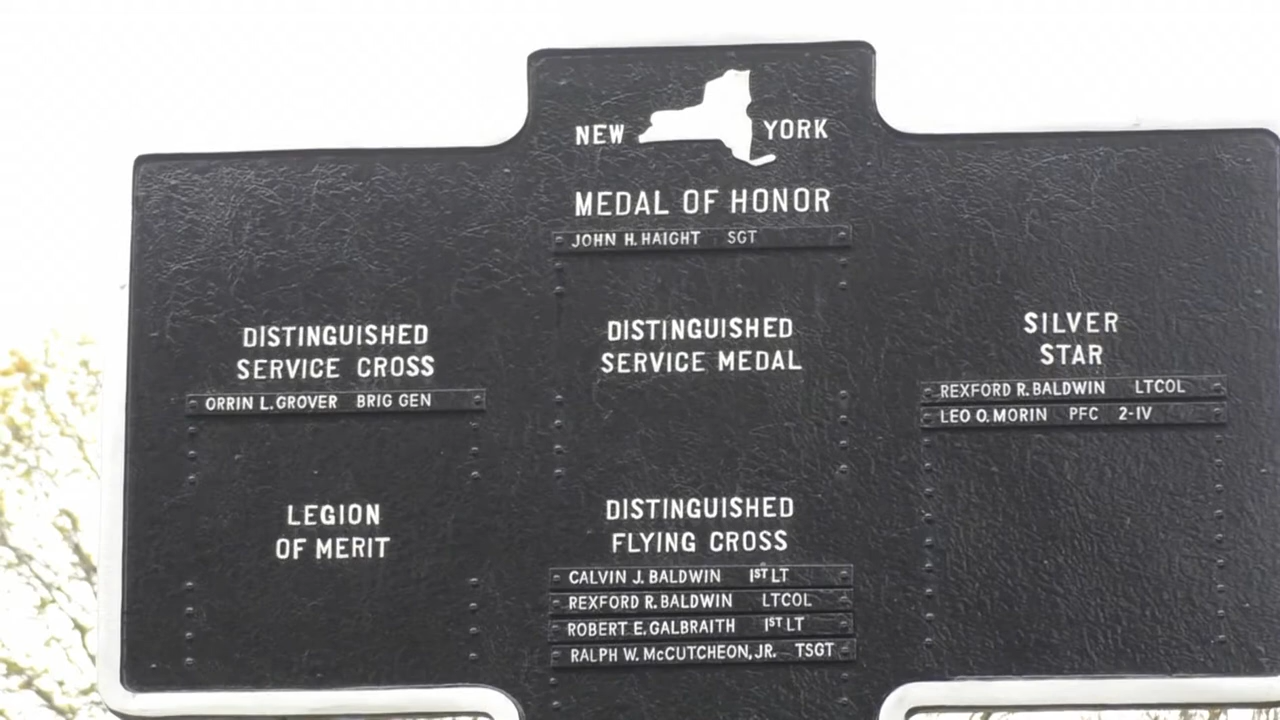 NEW YORK
MEDAL OF HONOR
JOHN H. HAIGHT SGT
DISTINGUISHED
SERVICE CROSS
ORRIN L. GROVER BRIG GEN
DISTINGUISHED
SERVICE MEDAL
SILVER
STAR
REXFORD R. BALDWIN LTCOL
LEO O. MORIN PFC 2-IV
LEGION
OF MERIT
DISTINGUISHED
FLYING CROSS
CALVIN J. BALDWIN 1ST LT
REXFORD R. BALDWIN LTCOL
ROBERT E. GALBRAITH 1ST LT
RALPH W. McCUTCHEON, JR. TSGT